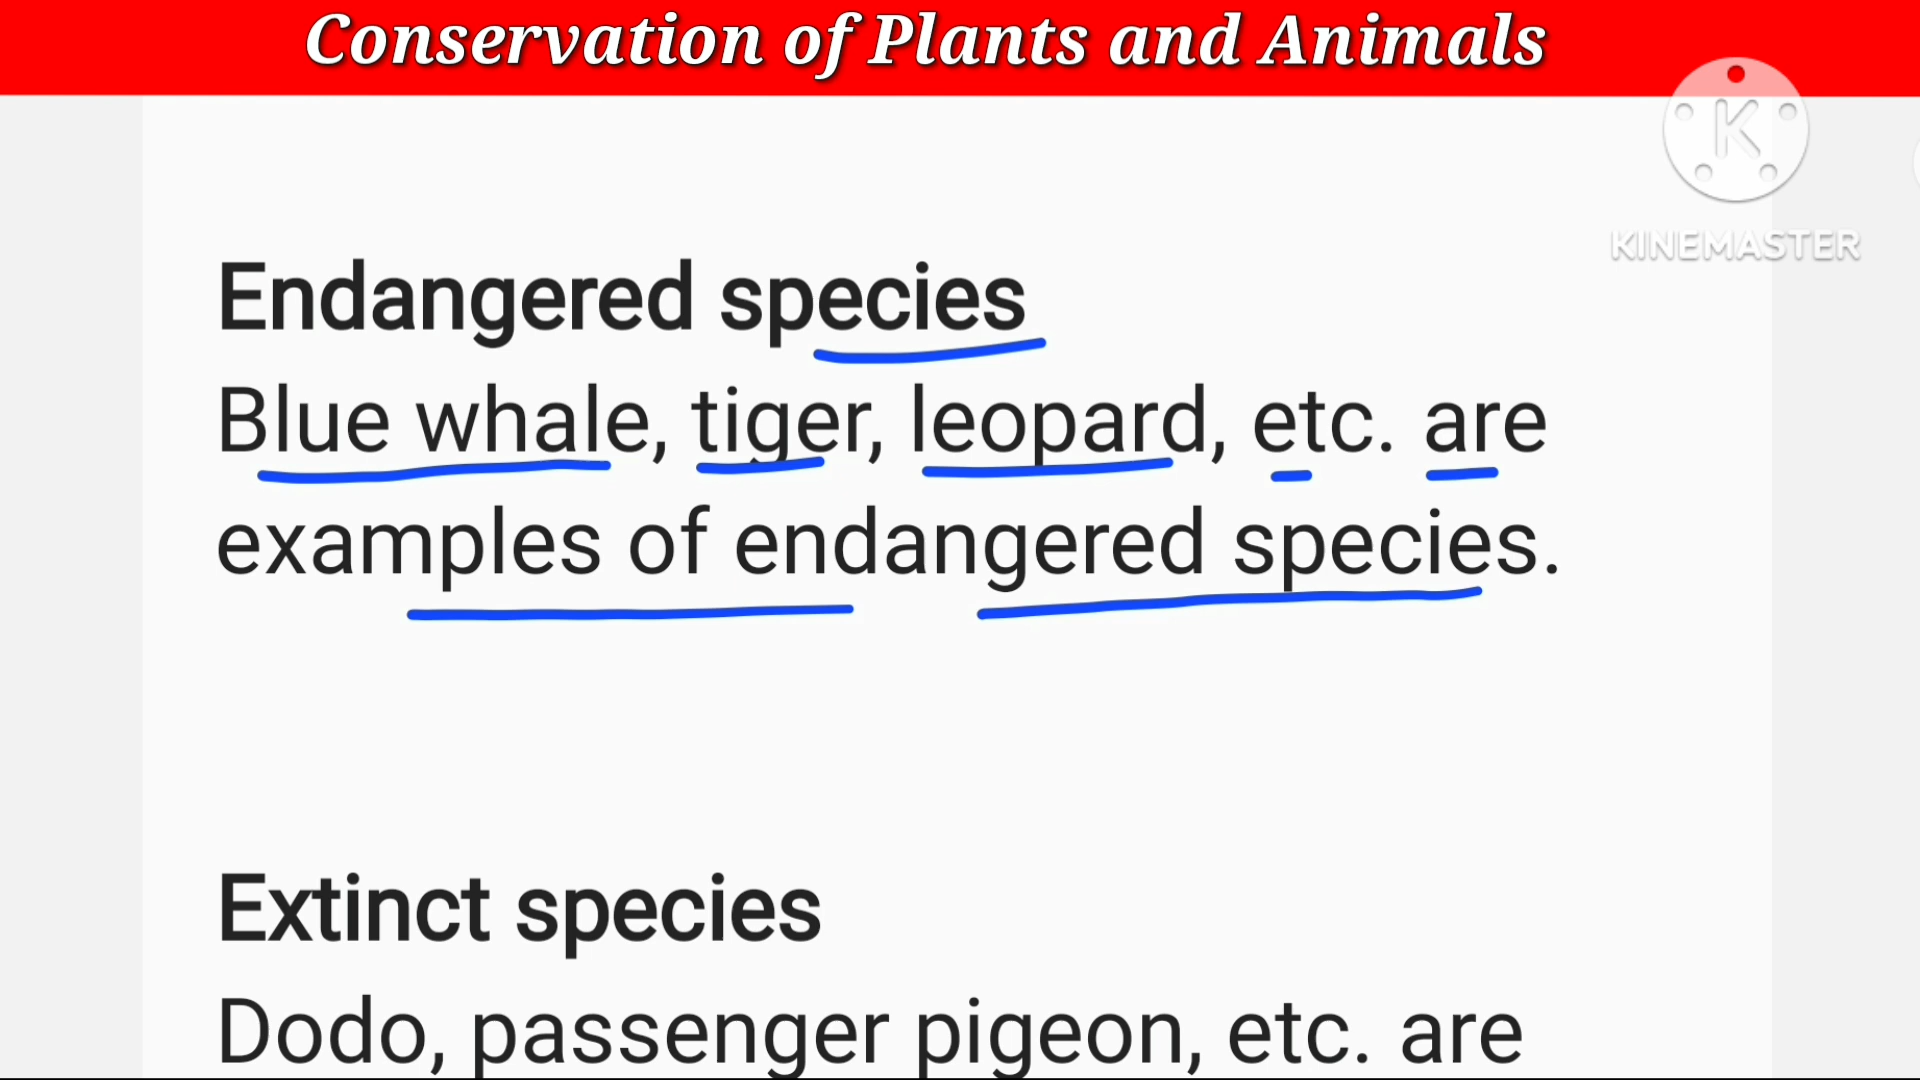 Conservation of Plants and Animals
K
KINEMASTER
Endangered species
Blue whale, tiger, leopard, etc. are
examples of endangered species.
Extinct species
Dodo, passenger pigeon, etc. are